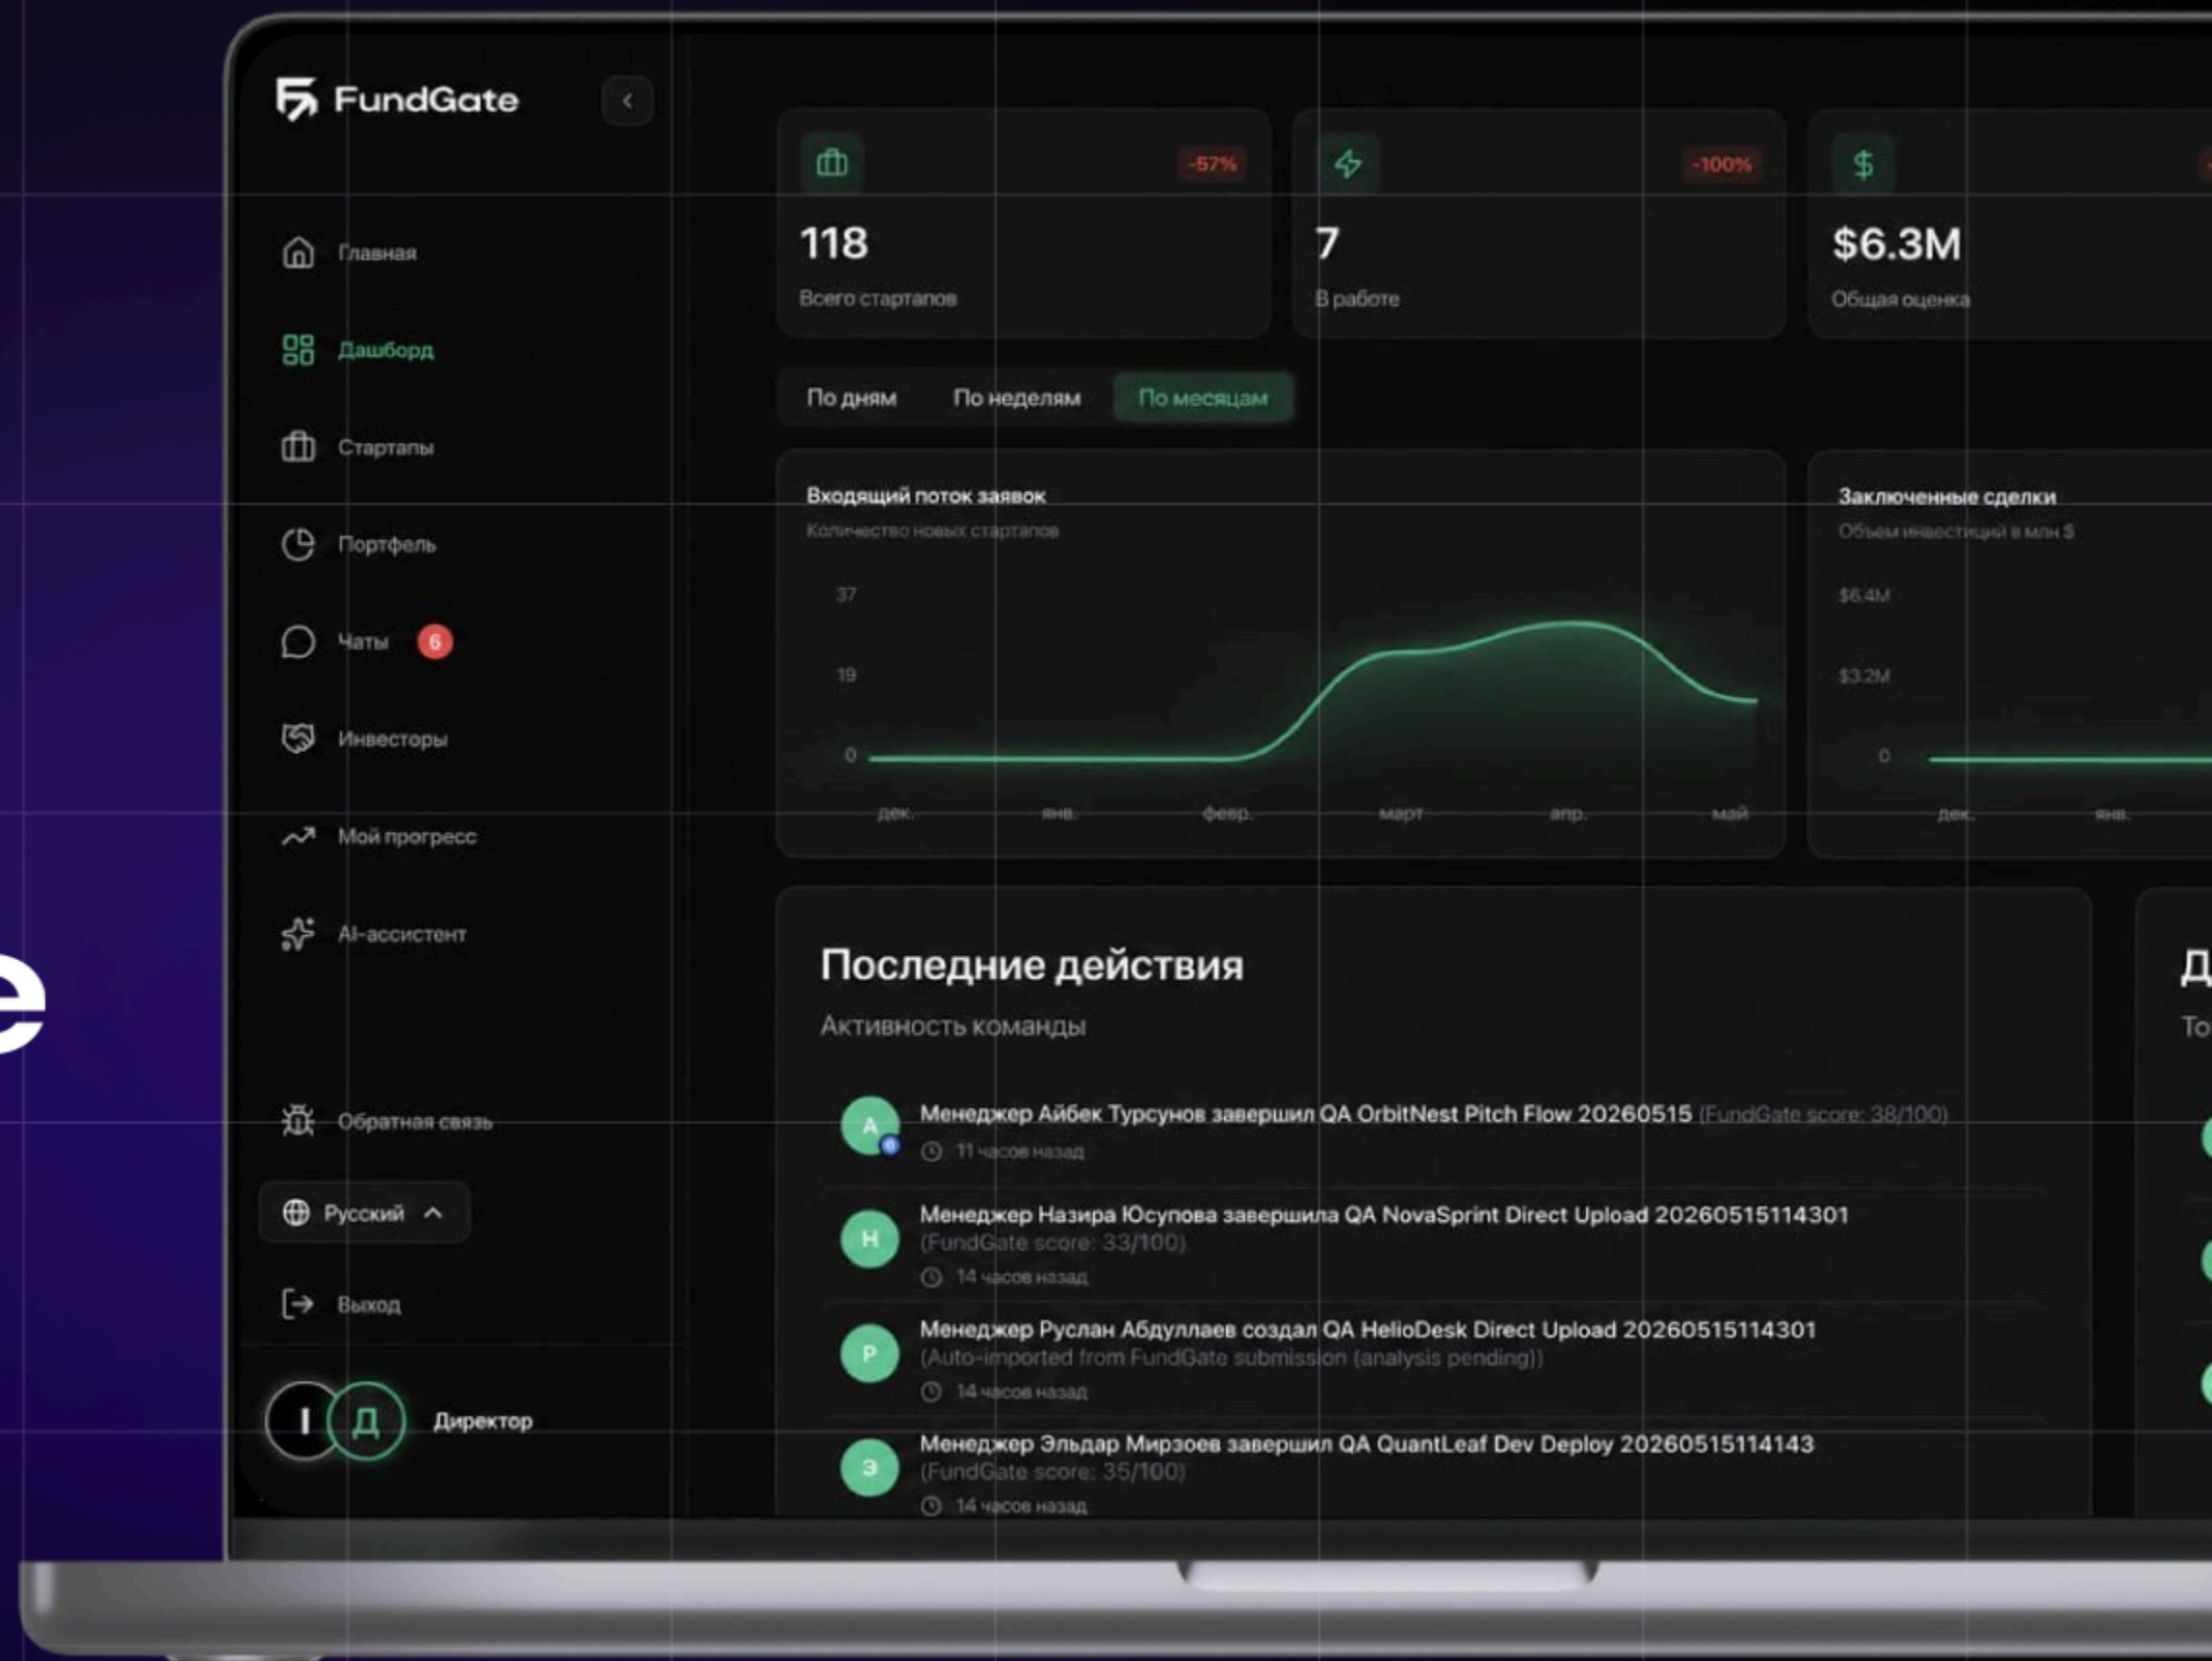 FundGate
Главная
Дашборд
Стартапы
Портфель
Чаты 6
Инвесторы
Мой прогресс
AI-ассистент
Обратная связь
Русский
Выход
I Д Директор
e
-57%
118
Всего стартапов
-100%
7
В работе
$6.3M
Общая оценка
По дням По неделям По месяцам
Входящий поток заявок
Количество новых стартапов
37
19
0
дек. янв. февр. март апр. май
Заключенные сделки
Объем инвестиций в млн $
$6.4M
$3.2M
0
дек. янв.
Последние действия
Активность команды
А
Менеджер Айбек Турсунов завершил QA OrbitNest Pitch Flow 20260515 (FundGate score: 38/100)
11 часов назад
Н
Менеджер Назира Юсупова завершила QA NovaSprint Direct Upload 20260515114301
(FundGate score: 33/100)
14 часов назад
Р
Менеджер Руслан Абдуллаев создал QA HelioDesk Direct Upload 20260515114301
(Auto-imported from FundGate submission (analysis pending))
14 часов назад
Э
Менеджер Эльдар Мирзоев завершил QA QuantLeaf Dev Deploy 20260515114143
(FundGate score: 35/100)
14 часов назад
Д
То